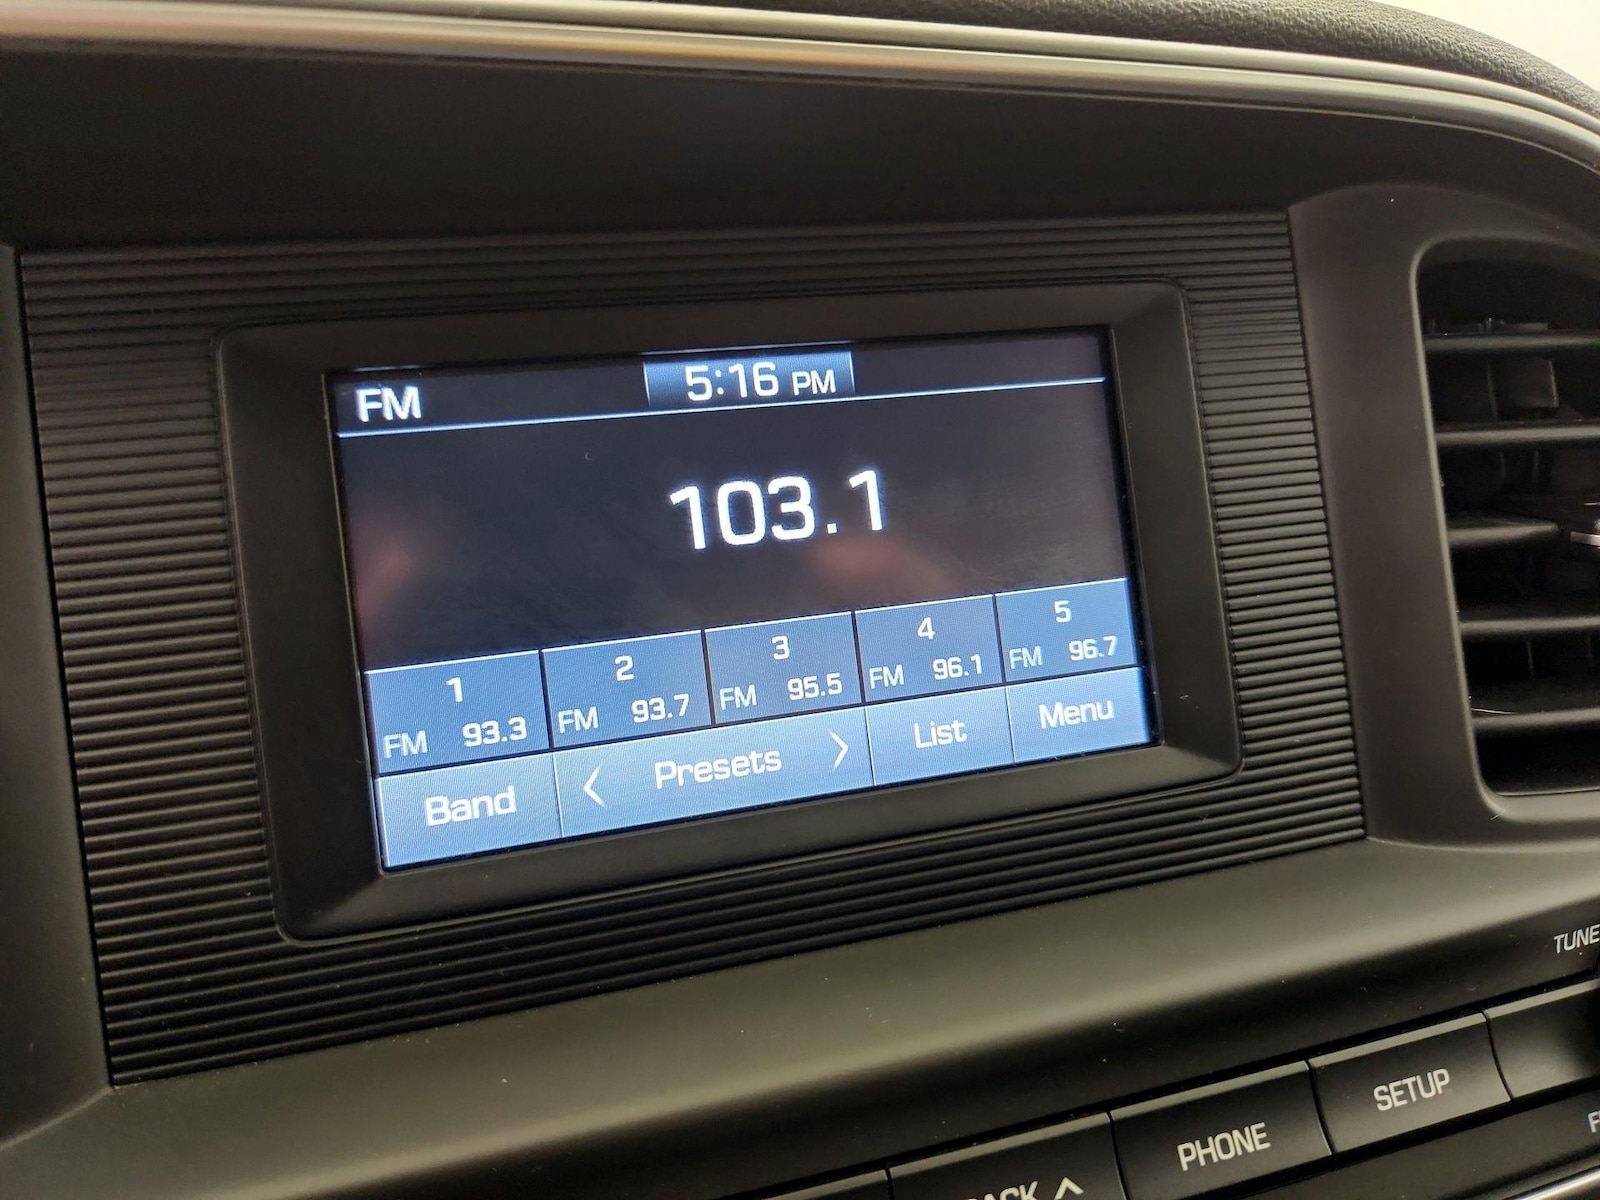 FM 5:16 PM
103.1
1 2 3 4 5
FM 93.3 FM 93.7 FM 95.5 FM 96.1 FM 96.7
Band < Presets > List Menu
TUNE
SETUP
PHONE